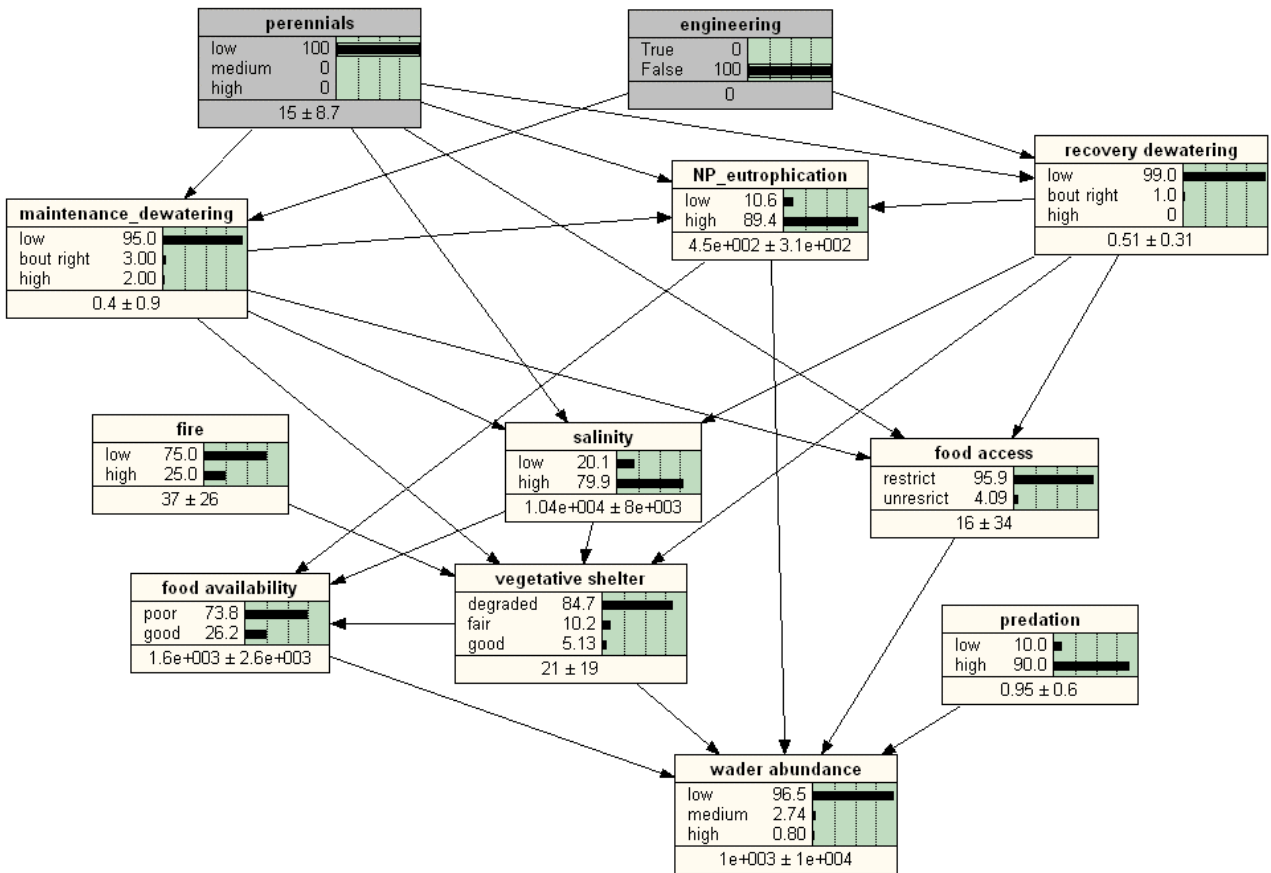 perennials
low 100
medium 0
high 0
15 ± 8.7
engineering
True 0
False 100
0
recovery dewatering
low 99.0
bout right 1.0
high 0
0.51 ± 0.31
NP_eutrophication
low 10.6
high 89.4
4.5e+002 ± 3.1e+002
maintenance_dewatering
low 95.0
bout right 3.00
high 2.00
0.4 ± 0.9
fire
low 75.0
high 25.0
37 ± 26
salinity
low 20.1
high 79.9
1.04e+004 ± 8e+003
food access
restrict 95.9
unresrict 4.09
16 ± 34
food availability
poor 73.8
good 26.2
1.6e+003 ± 2.6e+003
vegetative shelter
degraded 84.7
fair 10.2
good 5.13
21 ± 19
predation
low 10.0
high 90.0
0.95 ± 0.6
wader abundance
low 96.5
medium 2.74
high 0.80
1e+003 ± 1e+004